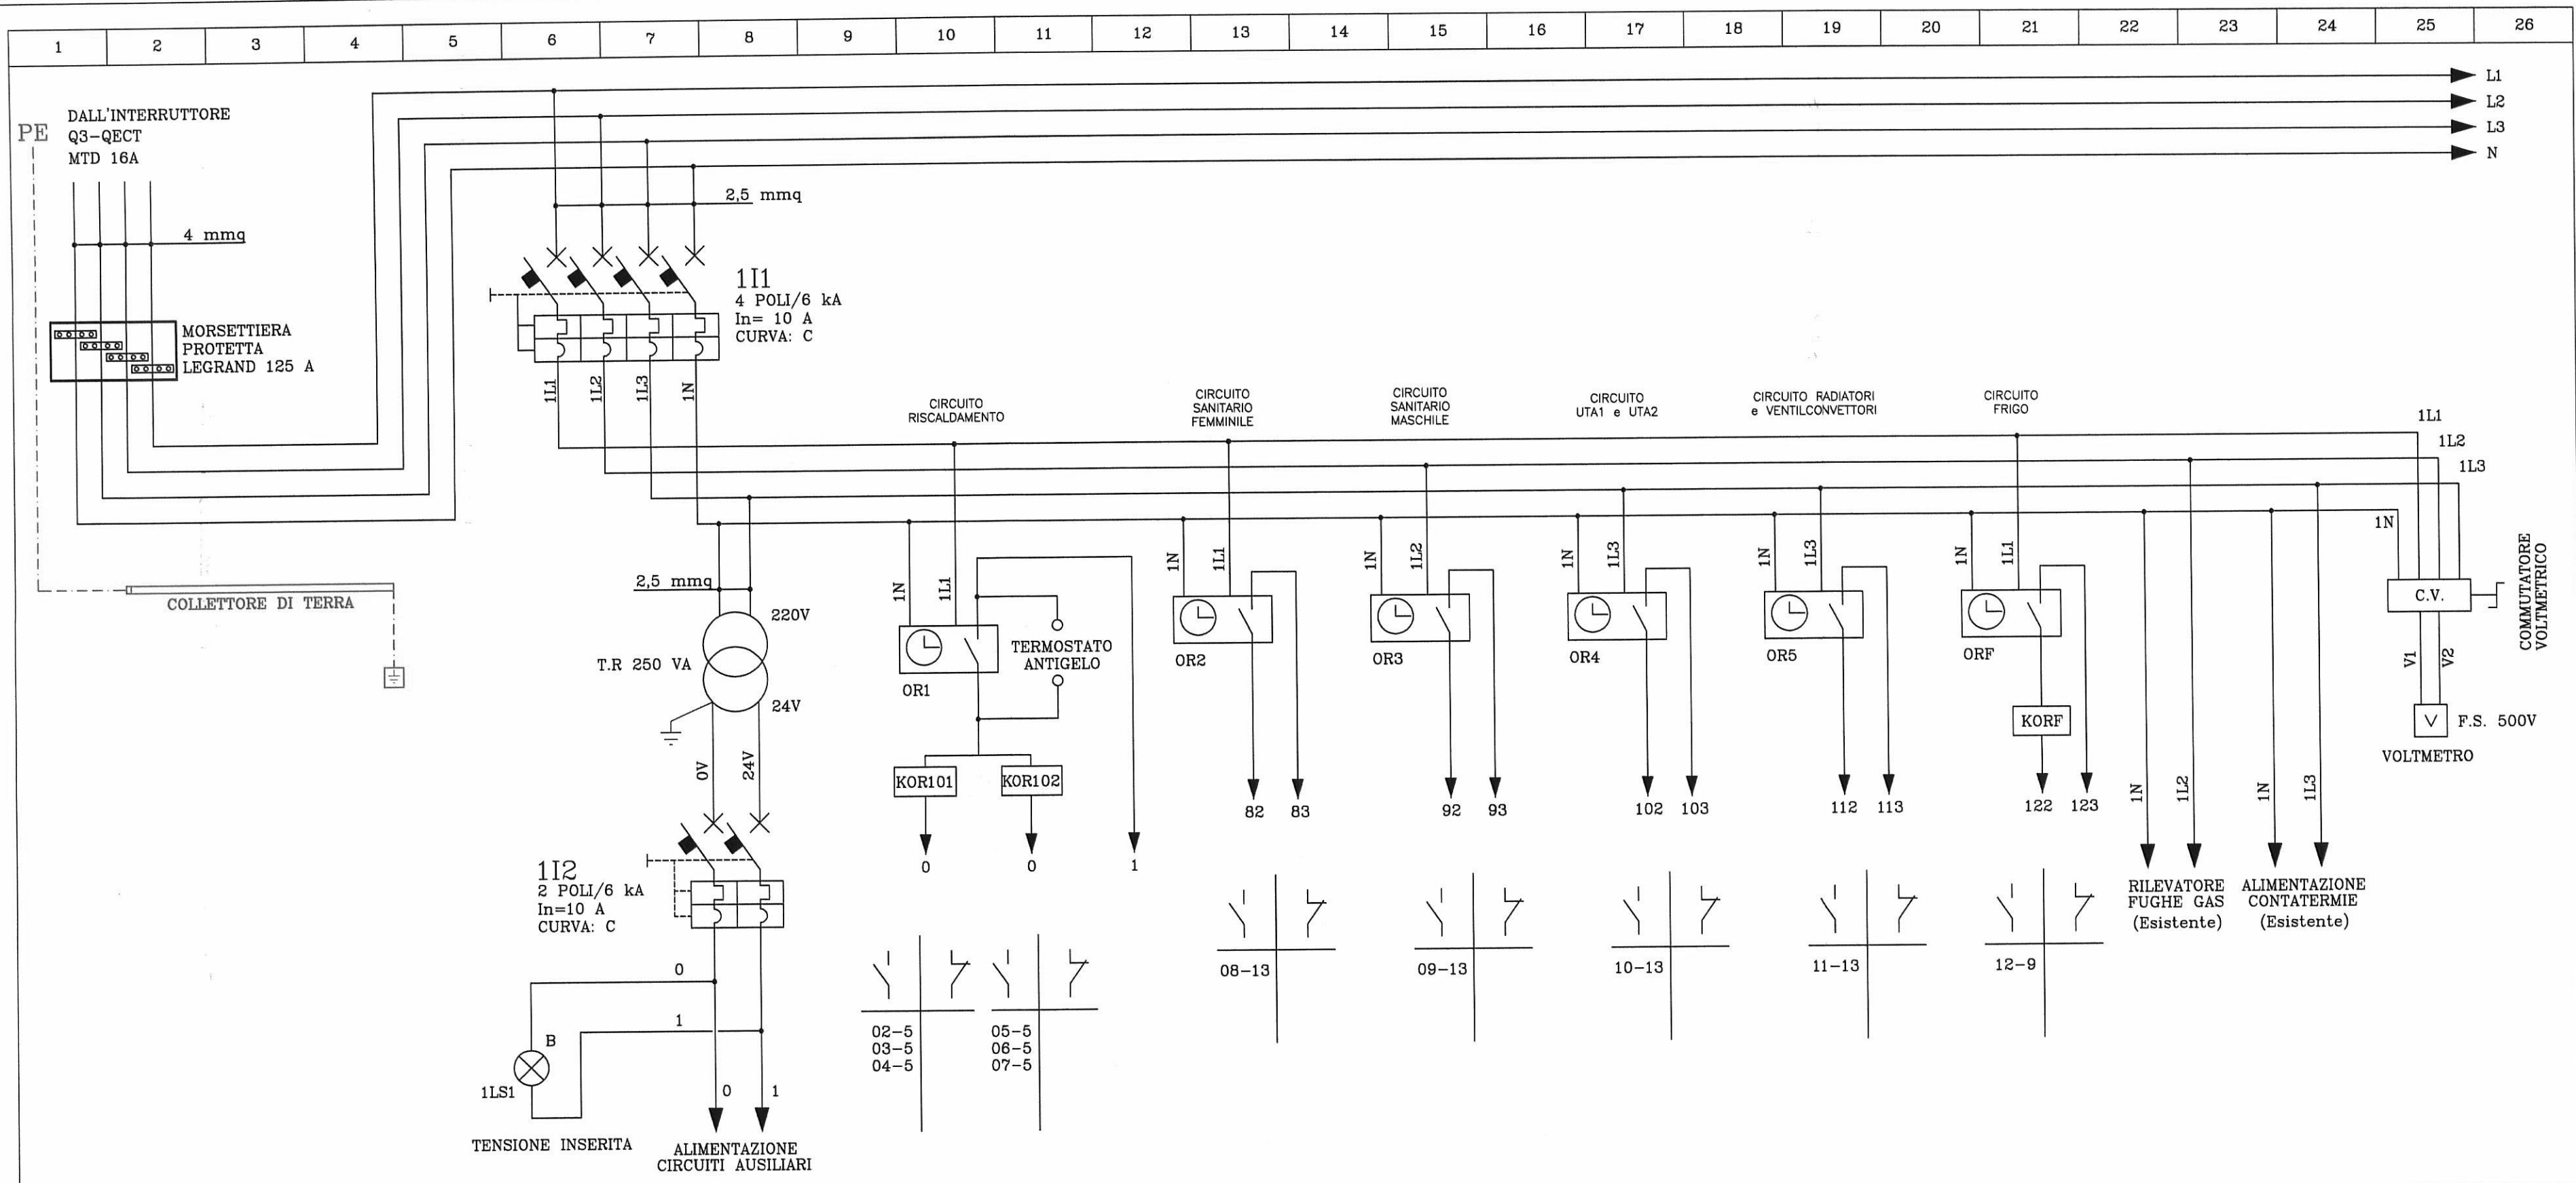 1 2 3 4 5 6 7 8 9 10 11 12 13 14 15 16 17 18 19 20 21 22 23 24 25 26
L1
L2
L3
N
PE
DALL'INTERRUTTORE
Q3-QECT
MTD 16A
4 mmq
MORSETTIERA
PROTETTA
LEGRAND 125 A
COLLETTORE DI TERRA
2,5 mmq
1I1
4 POLI/6 kA
In= 10 A
CURVA: C
1L1
1L2
1L3
1N
2,5 mmq
220V
T.R 250 VA
24V
0V
24V
1I2
2 POLI/6 kA
In=10 A
CURVA: C
0
1
B
1LS1
0
1
TENSIONE INSERITA
ALIMENTAZIONE
CIRCUITI AUSILIARI
CIRCUITO
RISCALDAMENTO
1N
1L1
OR1
TERMOSTATO
ANTIGELO
KOR101
KOR102
0
0
1
02-5
03-5
04-5
05-5
06-5
07-5
CIRCUITO
SANITARIO
FEMMINILE
1N
1L1
OR2
82
83
08-13
CIRCUITO
SANITARIO
MASCHILE
1N
1L2
OR3
92
93
09-13
CIRCUITO
UTA1 e UTA2
1N
1L3
OR4
102
103
10-13
CIRCUITO RADIATORI
e VENTILCONVETTORI
1N
1L3
OR5
112
113
11-13
CIRCUITO
FRIGO
1N
1L1
ORF
KORF
122
123
12-9
1N
1L2
RILEVATORE
FUGHE GAS
(Esistente)
1N
1L3
ALIMENTAZIONE
CONTATERMIE
(Esistente)
1L1
1L2
1L3
1N
C.V.
COMMUTATORE
VOLTMETRICO
V1
V2
V
F.S. 500V
VOLTMETRO